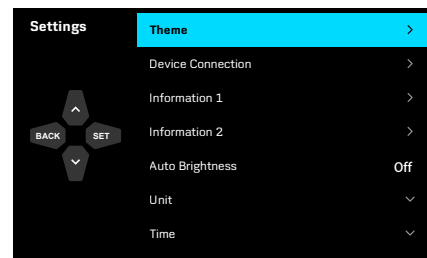 Settings
Theme
Device Connection
Information 1
Information 2
BACK SET
Auto Brightness Off
Unit
Time